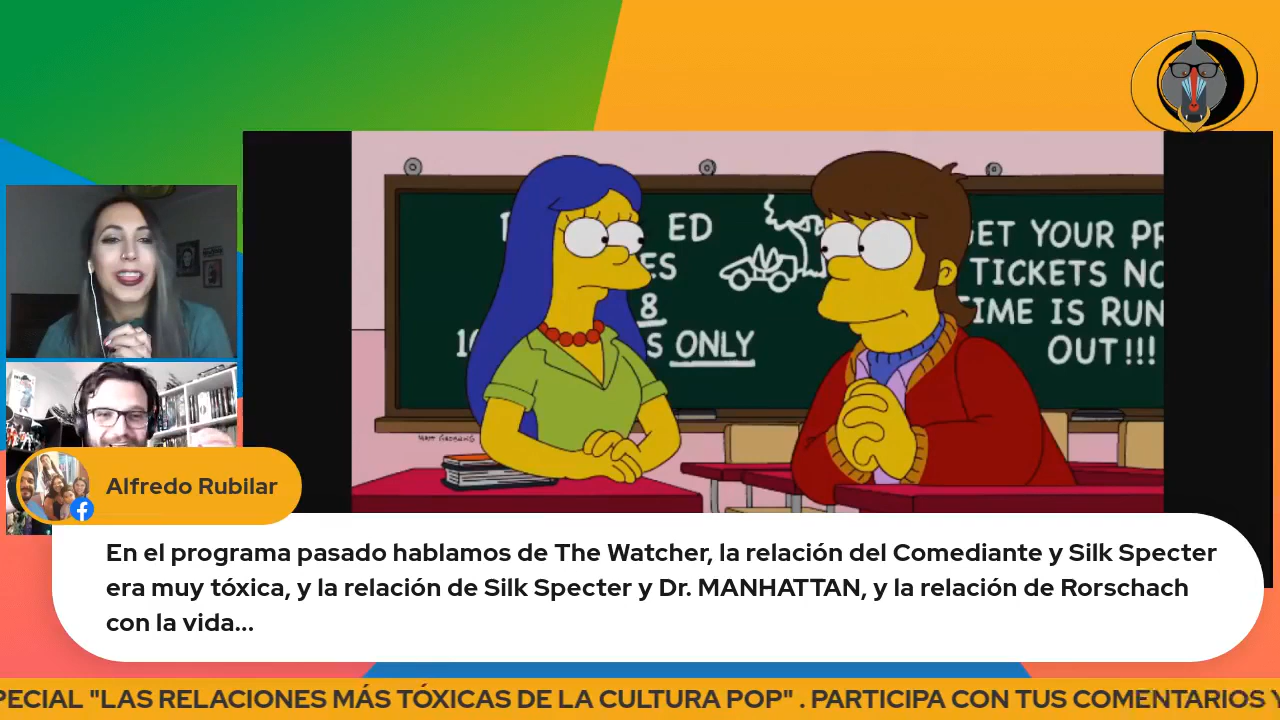 ED
ES
8
S ONLY
GET YOUR PR
TICKETS NO
TIME IS RUN
OUT!!!
MATT GROENING
Alfredo Rubilar
En el programa pasado hablamos de The Watcher, la relación del Comediante y Silk Specter
era muy tóxica, y la relación de Silk Specter y Dr. MANHATTAN, y la relación de Rorschach
con la vida...
PECIAL "LAS RELACIONES MÁS TÓXICAS DE LA CULTURA POP" . PARTICIPA CON TUS COMENTARIOS Y